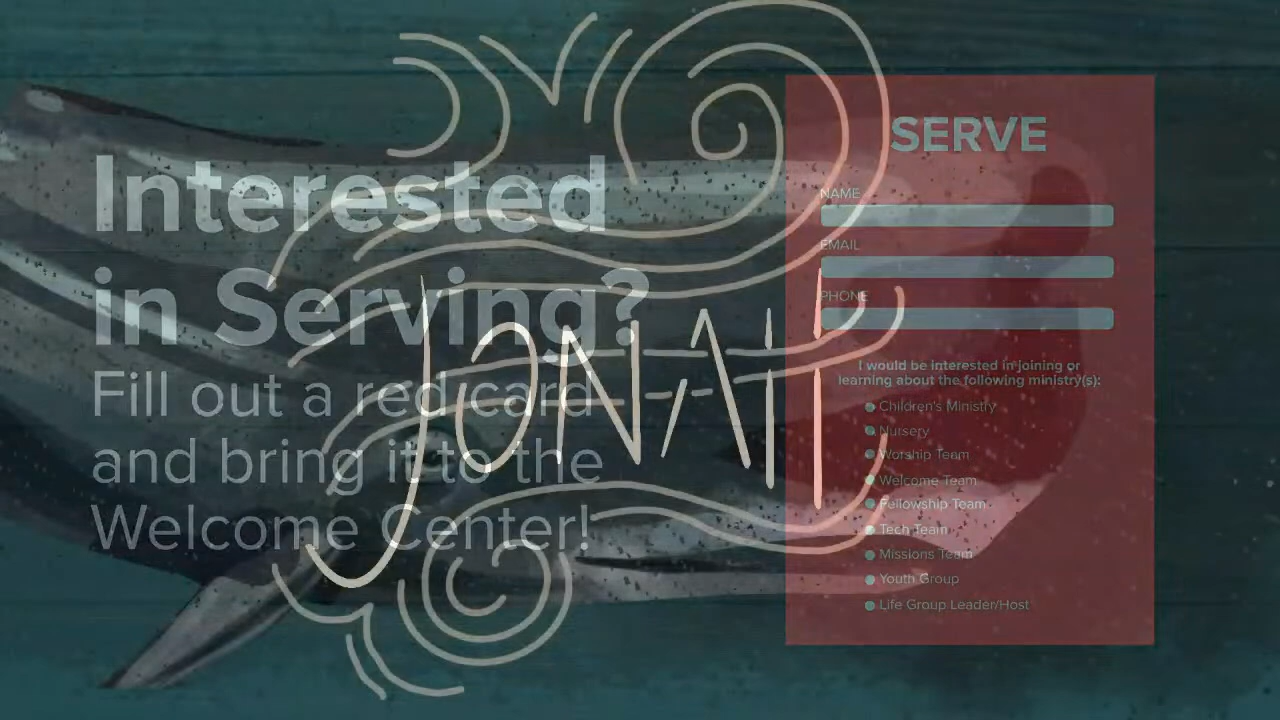 Interested
in Serving?
Fill out a red card
and bring it to the
Welcome Center!
JONAH
SERVE
NAME
EMAIL
PHONE
I would be interested in joining or
learning about the following ministry(s):
Children's Ministry
Nursery
Worship Team
Welcome Team
Fellowship Team
Tech Team
Missions Team
Youth Group
Life Group Leader/Host